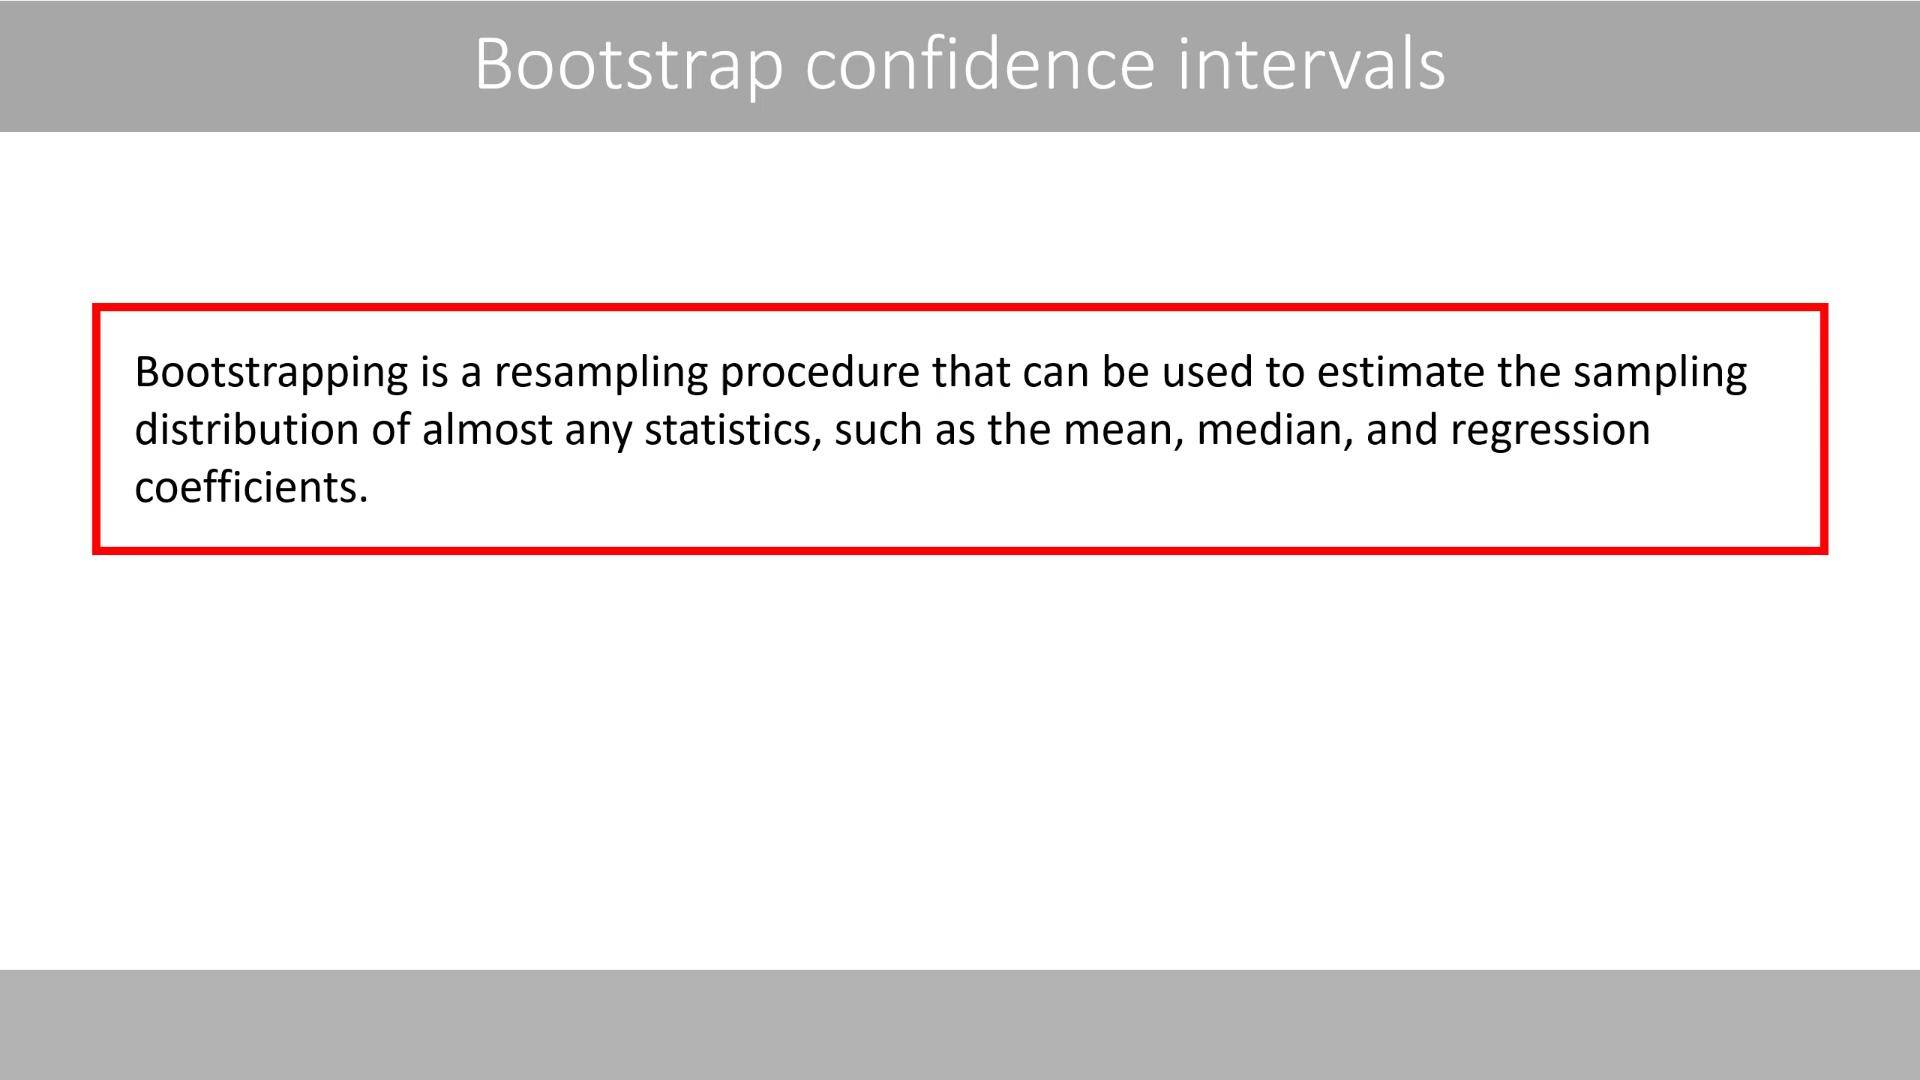 Bootstrap confidence intervals
Bootstrapping is a resampling procedure that can be used to estimate the sampling
distribution of almost any statistics, such as the mean, median, and regression
coefficients.